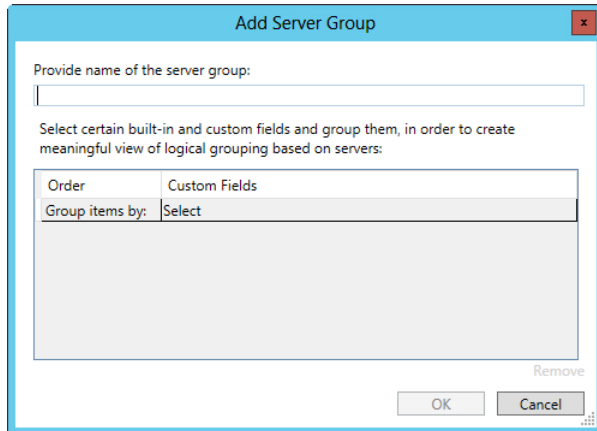 Add Server Group
x
Provide name of the server group:
Select certain built-in and custom fields and group them, in order to create
meaningful view of logical grouping based on servers:
Order Custom Fields
Group items by: Select
Remove
OK Cancel